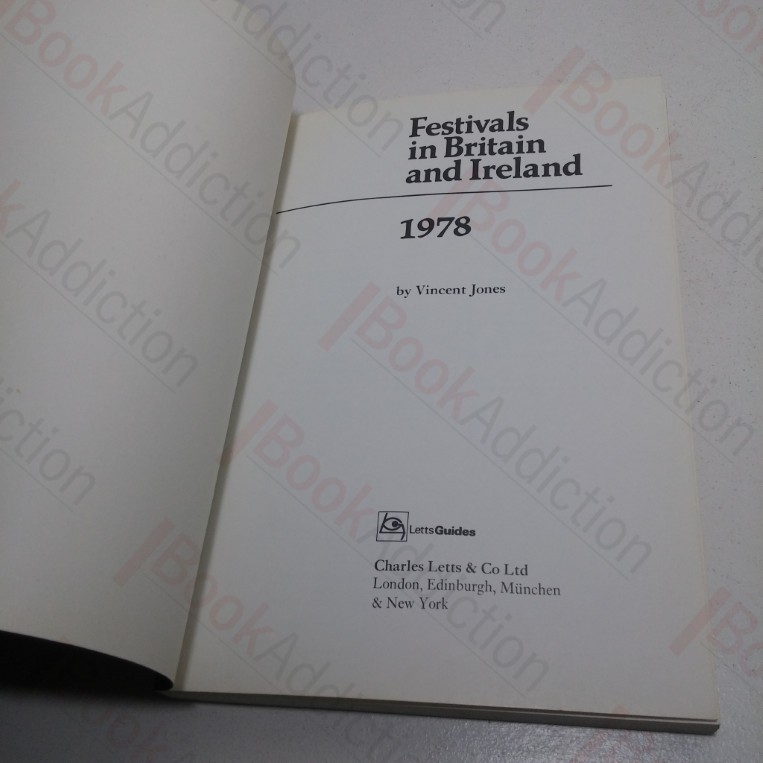 Festivals
in Britain
and Ireland
1978
by Vincent Jones
LettsGuides
Charles Letts & Co Ltd
London, Edinburgh, München
& New York
BookAddiction